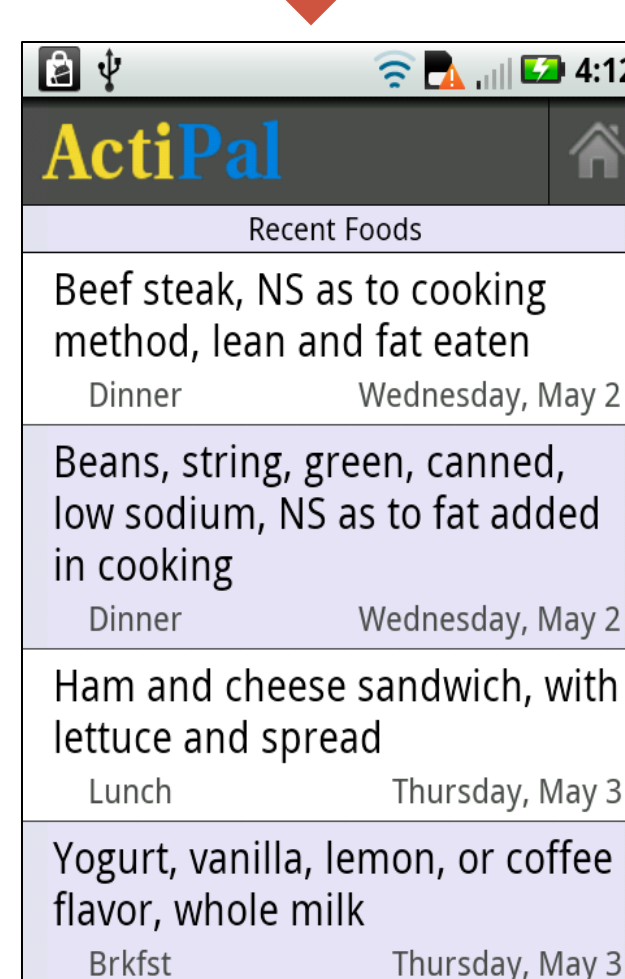 4:12
ActiPal
Recent Foods
Beef steak, NS as to cooking
method, lean and fat eaten
Dinner Wednesday, May 2
Beans, string, green, canned,
low sodium, NS as to fat added
in cooking
Dinner Wednesday, May 2
Ham and cheese sandwich, with
lettuce and spread
Lunch Thursday, May 3
Yogurt, vanilla, lemon, or coffee
flavor, whole milk
Brkfst Thursday, May 3